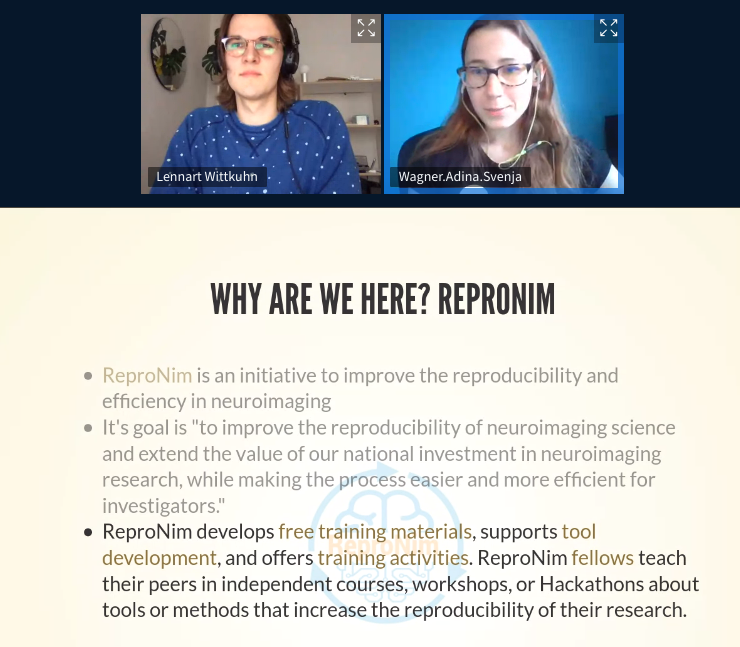 Lennart Wittkuhn
Wagner.Adina.Svenja
WHY ARE WE HERE? REPRONIM
ReproNim is an initiative to improve the reproducibility and
efficiency in neuroimaging
It's goal is "to improve the reproducibility of neuroimaging science
and extend the value of our national investment in neuroimaging
research, while making the process easier and more efficient for
investigators."
ReproNim develops free training materials, supports tool
development, and offers training activities. ReproNim fellows teach
their peers in independent courses, workshops, or Hackathons about
tools or methods that increase the reproducibility of their research.
ReproNim